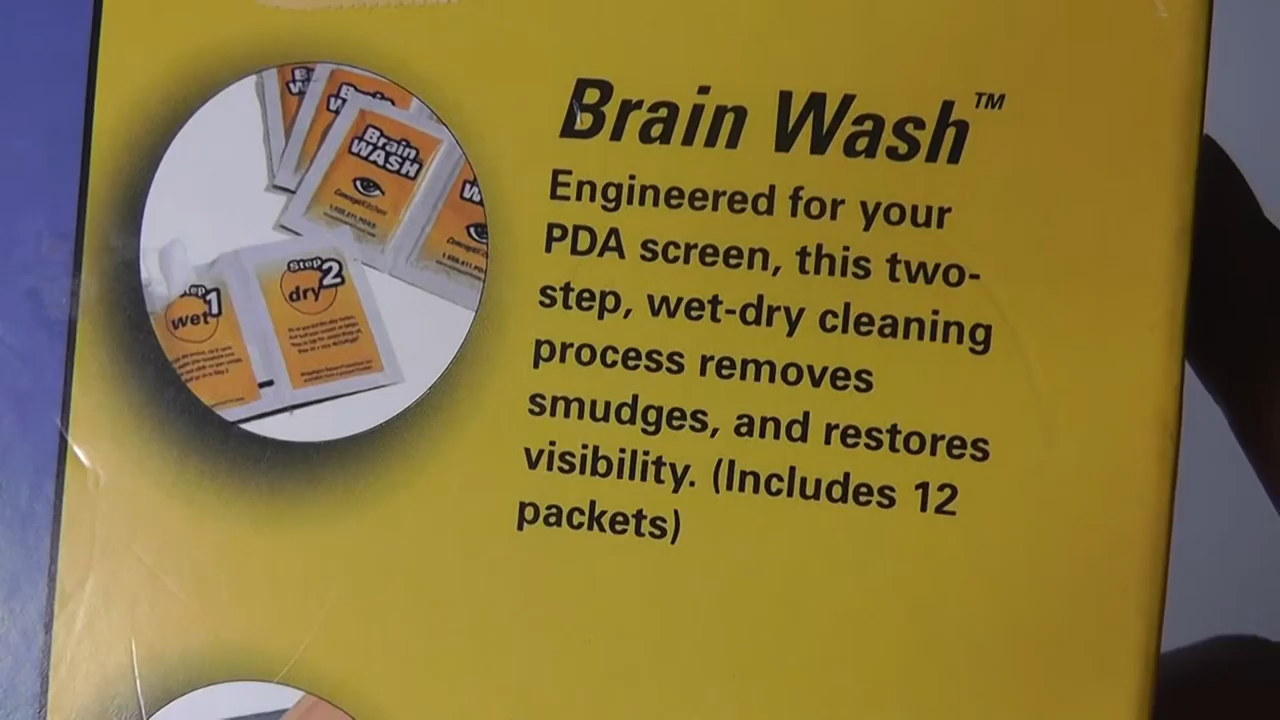 Brain Wash™
Engineered for your
PDA screen, this two-
step, wet-dry cleaning
process removes
smudges, and restores
visibility. (Includes 12
packets)
Brain
WASH
Step 2
dry
1
wet